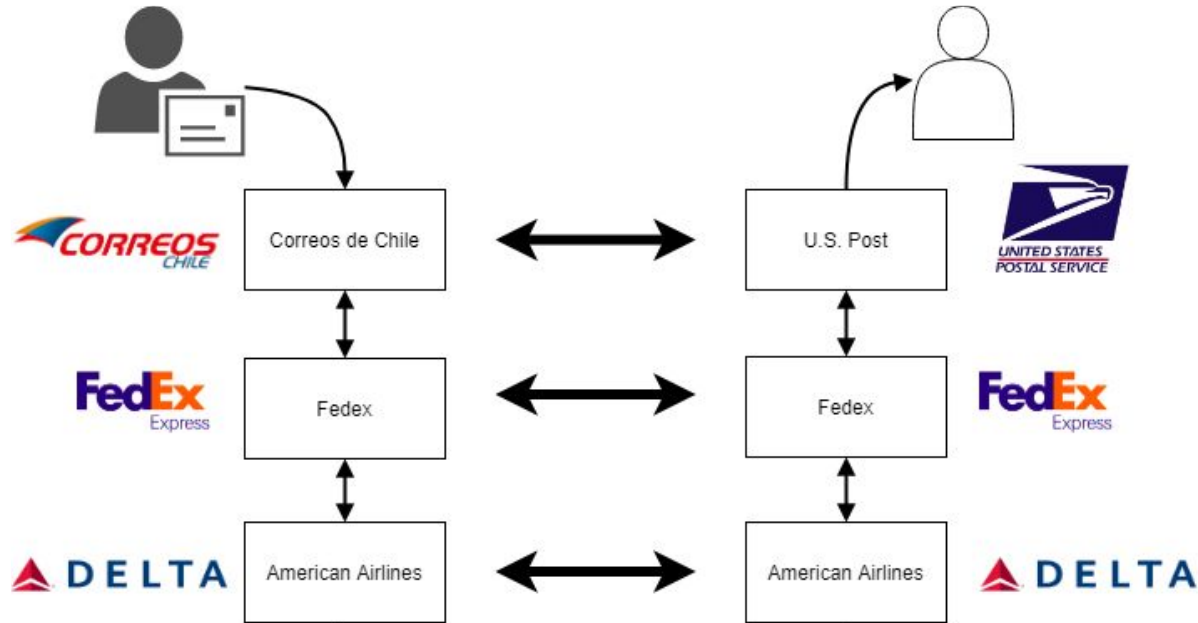 CORREOS
CHILE
Correos de Chile
U.S. Post
UNITED STATES
POSTAL SERVICE
FedEx
Express
Fedex
Fedex
FedEx
Express
DELTA
American Airlines
American Airlines
DELTA